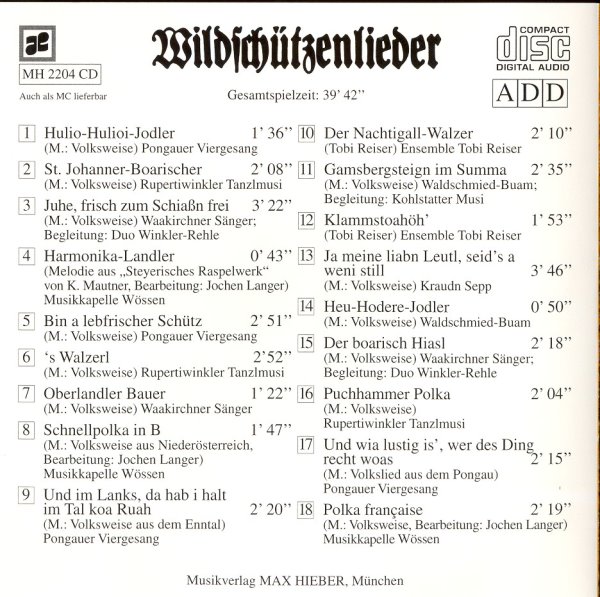 Wildschützenlieder
COMPACT
disc
DIGITAL AUDIO
MH 2204 CD
Auch als MC lieferbar
Gesamtspielzeit: 39' 42''
ADD
1 Hulio-Hulioi-Jodler 1' 36''
(M.: Volksweise) Pongauer Viergesang
2 St. Johanner-Boarischer 2' 08''
(M.: Volksweise) Rupertiwinkler Tanzlmusi
3 Juhe, frisch zum Schiaßn frei 3' 22''
(M.: Volksweise) Waakirchner Sänger;
Begleitung: Duo Winkler-Rehle
4 Harmonika-Landler 0' 43''
(Melodie aus „Steyerisches Raspelwerk“
von K. Mautner, Bearbeitung: Jochen Langer)
Musikkapelle Wössen
5 Bin a lebfrischer Schütz 2' 51''
(M.: Volksweise) Pongauer Viergesang
6 ‘s Walzerl 2'52''
(M.: Volksweise) Rupertiwinkler Tanzlmusi
7 Oberlandler Bauer 1' 22''
(M.: Volksweise) Waakirchner Sänger
8 Schnellpolka in B 1' 47''
(M.: Volksweise aus Niederösterreich,
Bearbeitung: Jochen Langer)
Musikkapelle Wössen
9 Und im Lanks, da hab i halt
im Tal koa Ruah 2' 20''
(M.: Volksweise aus dem Enntal)
Pongauer Viergesang
10 Der Nachtigall-Walzer 2' 10''
(Tobi Reiser) Ensemble Tobi Reiser
11 Gamsbergsteign im Summa 2' 35''
(M.: Volksweise) Waldschmied-Buam;
Begleitung: Kohlstatter Musi
12 Klammstoahöh' 1' 53''
(Tobi Reiser) Ensemble Tobi Reiser
13 Ja meine liabn Leutl, seid's a
weni still 3' 46''
(M.: Volksweise) Kraudn Sepp
14 Heu-Hodere-Jodler 0' 50''
(M.: Volksweise) Waldschmied-Buam
15 Der boarisch Hiasl 2' 18''
(M.: Volksweise) Waakirchner Sänger;
Begleitung: Duo Winkler-Rehle
16 Puchhammer Polka 2' 04''
(M.: Volksweise)
Rupertiwinkler Tanzlmusi
17 Und wia lustig is', wer des Ding
recht woas 2' 15''
(M.: Volkslied aus dem Pongau)
Pongauer Viergesang
18 Polka française 2' 19''
(M.: Volksweise, Bearbeitung: Jochen Langer)
Musikkapelle Wössen
Musikverlag MAX HIEBER, München